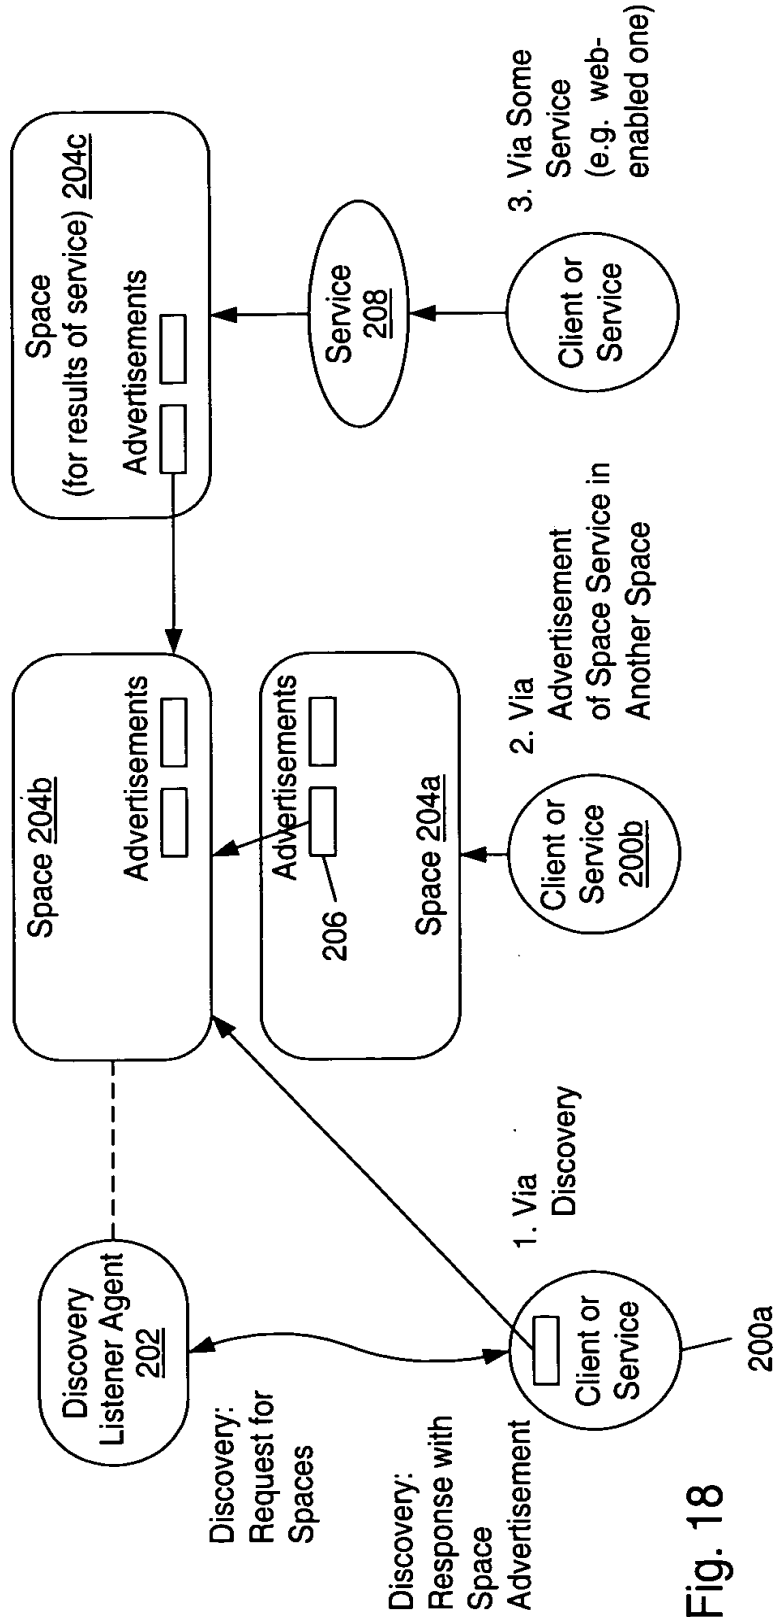 Discovery
Listener Agent
202
Discovery:
Request for
Spaces
Discovery:
Response with
Space
Advertisement
Client or
Service
200a
1. Via
Discovery
Space 204b
Advertisements
Advertisements
206
Space 204a
Client or
Service
200b
2. Via
Advertisement
of Space Service in
Another Space
Space
(for results of service) 204c
Advertisements
Service
208
Client or
Service
3. Via Some
Service
(e.g. web-
enabled one)
Fig. 18